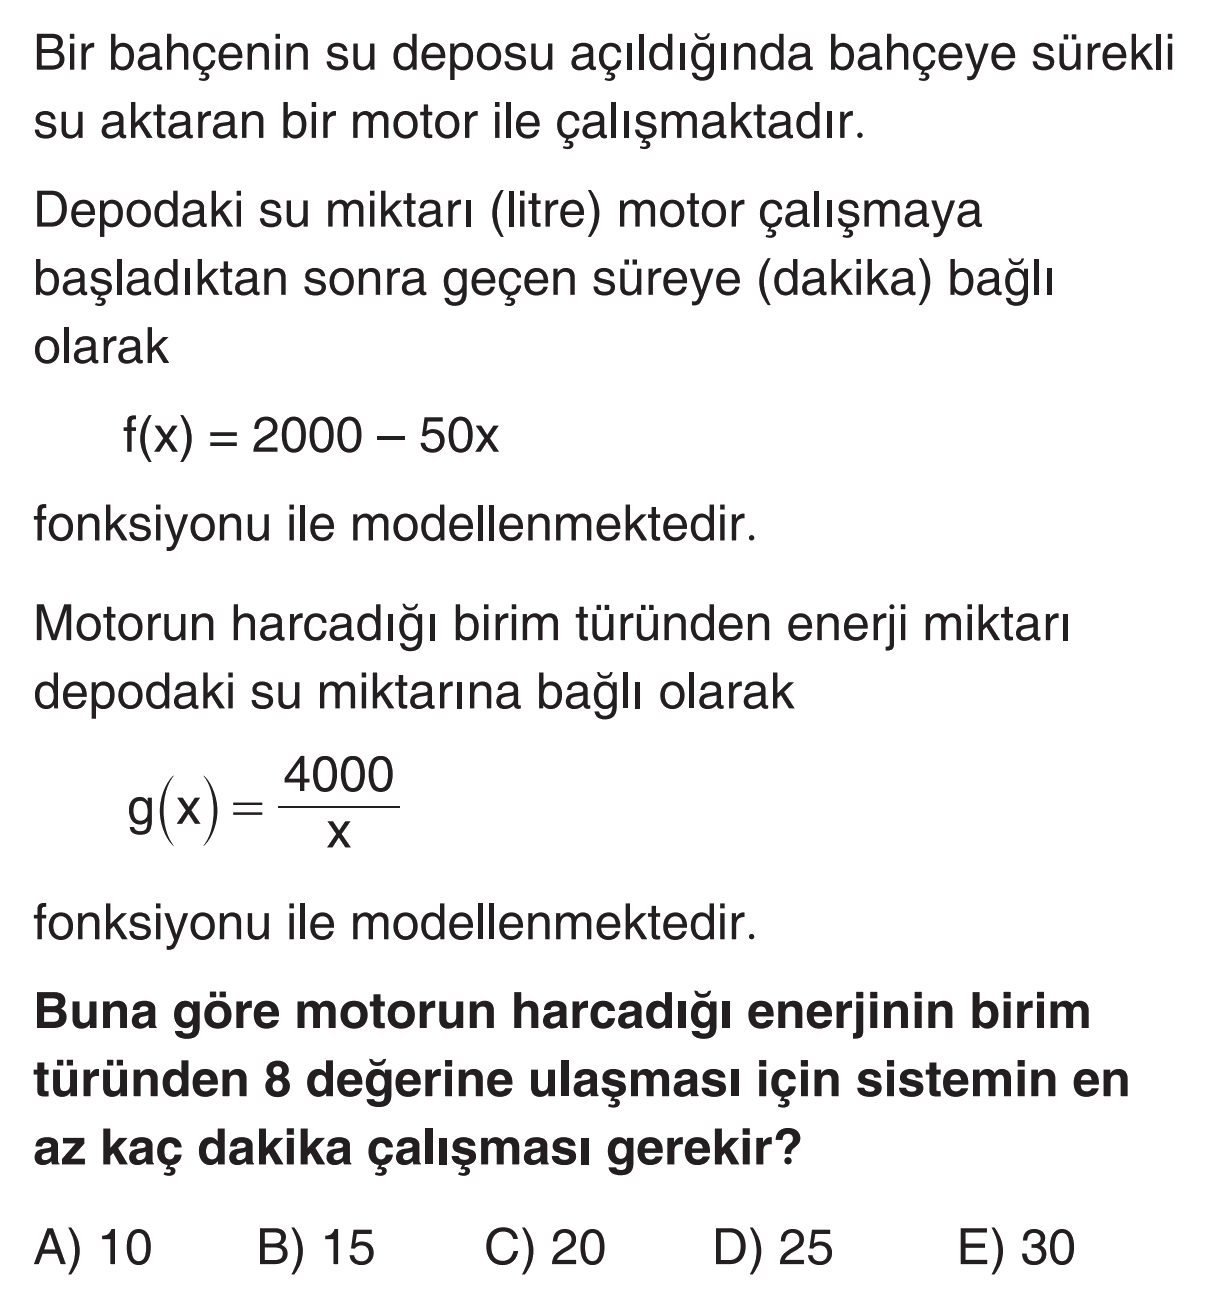 Bir bahçenin su deposu açıldığında bahçeye sürekli
su aktaran bir motor ile çalışmaktadır.
Depodaki su miktarı (litre) motor çalışmaya
başladıktan sonra geçen süreye (dakika) bağlı
olarak
f(x) = 2000 – 50x
fonksiyonu ile modellenmektedir.
Motorun harcadığı birim türünden enerji miktarı
depodaki su miktarına bağlı olarak
g(x) = 4000 / x
fonksiyonu ile modellenmektedir.
Buna göre motorun harcadığı enerjinin birim
türünden 8 değerine ulaşması için sistemin en
az kaç dakika çalışması gerekir?
A) 10 B) 15 C) 20 D) 25 E) 30